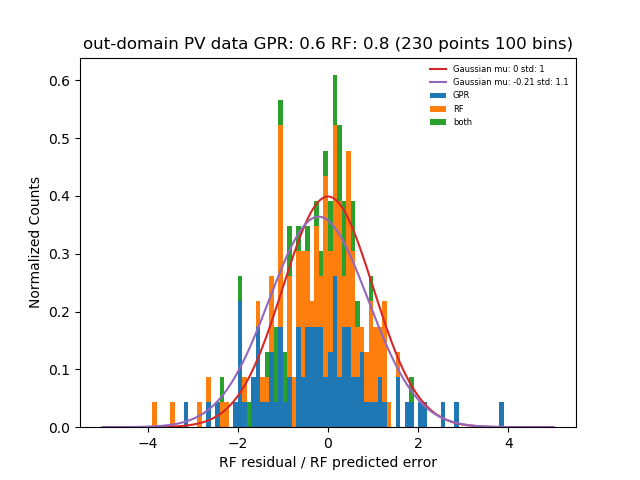 out-domain PV data GPR: 0.6 RF: 0.8 (230 points 100 bins)
Gaussian mu: 0 std: 1
Gaussian mu: -0.21 std: 1.1
GPR
RF
both
Normalized Counts
0.6
0.5
0.4
0.3
0.2
0.1
0.0
−4 −2 0 2 4
RF residual / RF predicted error